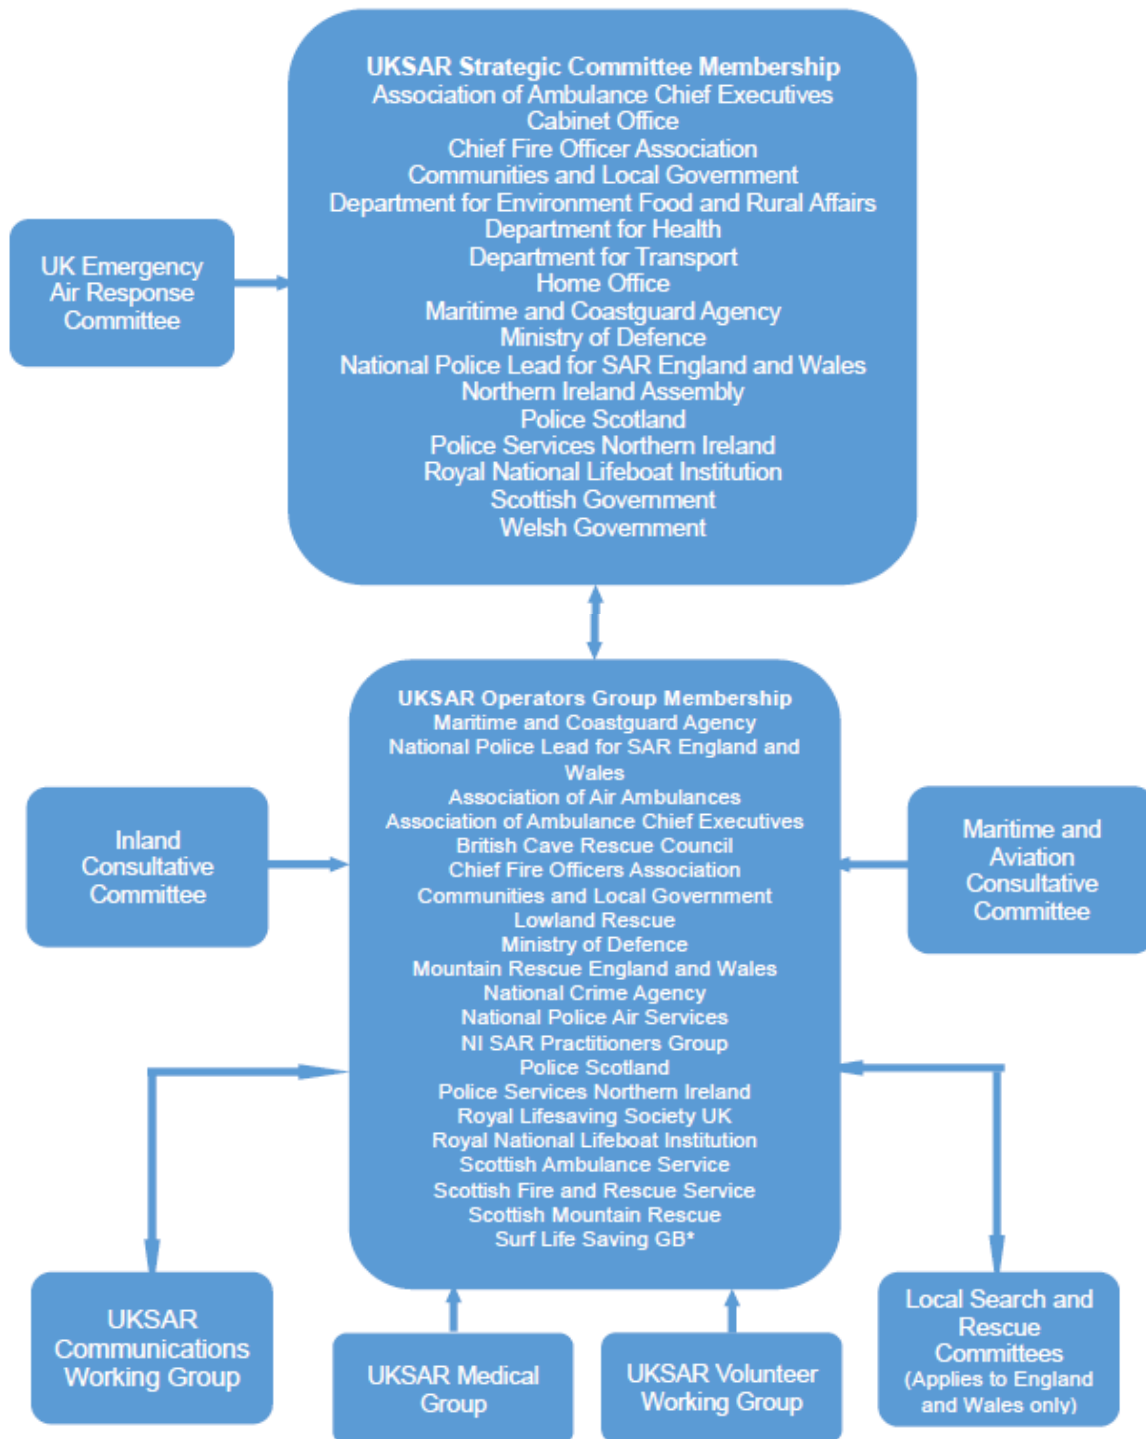 UKSAR Strategic Committee Membership
Association of Ambulance Chief Executives
Cabinet Office
Chief Fire Officer Association
Communities and Local Government
Department for Environment Food and Rural Affairs
Department for Health
Department for Transport
Home Office
Maritime and Coastguard Agency
Ministry of Defence
National Police Lead for SAR England and Wales
Northern Ireland Assembly
Police Scotland
Police Services Northern Ireland
Royal National Lifeboat Institution
Scottish Government
Welsh Government
UK Emergency
Air Response
Committee
UKSAR Operators Group Membership
Maritime and Coastguard Agency
National Police Lead for SAR England and
Wales
Association of Air Ambulances
Association of Ambulance Chief Executives
British Cave Rescue Council
Chief Fire Officers Association
Communities and Local Government
Lowland Rescue
Ministry of Defence
Mountain Rescue England and Wales
National Crime Agency
National Police Air Services
NI SAR Practitioners Group
Police Scotland
Police Services Northern Ireland
Royal Lifesaving Society UK
Royal National Lifeboat Institution
Scottish Ambulance Service
Scottish Fire and Rescue Service
Scottish Mountain Rescue
Surf Life Saving GB*
Inland
Consultative
Committee
Maritime and
Aviation
Consultative
Committee
UKSAR
Communications
Working Group
UKSAR Medical
Group
UKSAR Volunteer
Working Group
Local Search and
Rescue
Committees
(Applies to England
and Wales only)